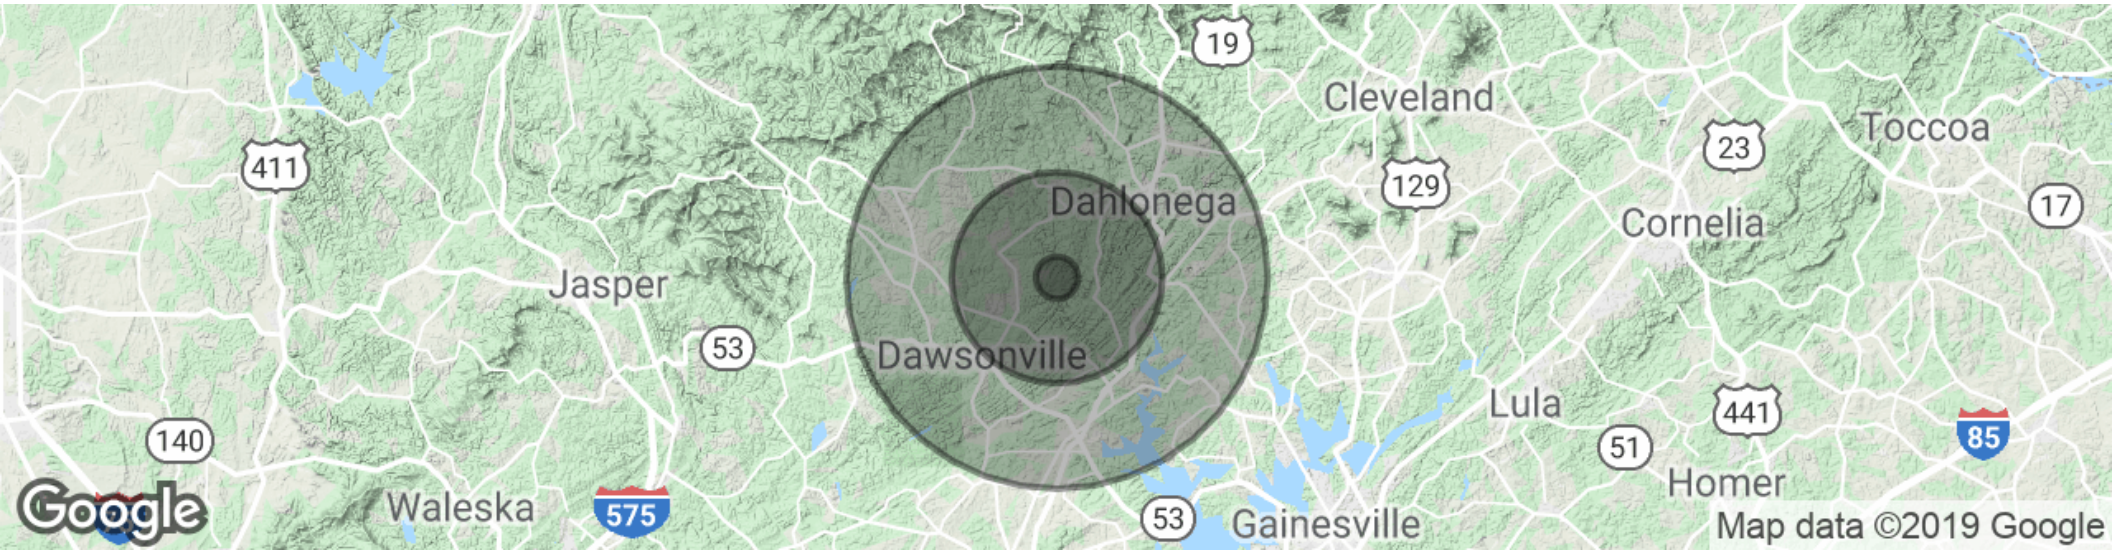 19
Cleveland
Toccoa
23
411
129
Dahlonega
17
Cornelia
Jasper
53
Dawsonville
Lula
441
140
51
85
Homer
Waleska
575
53
Gainesville
Google
Map data ©2019 Google